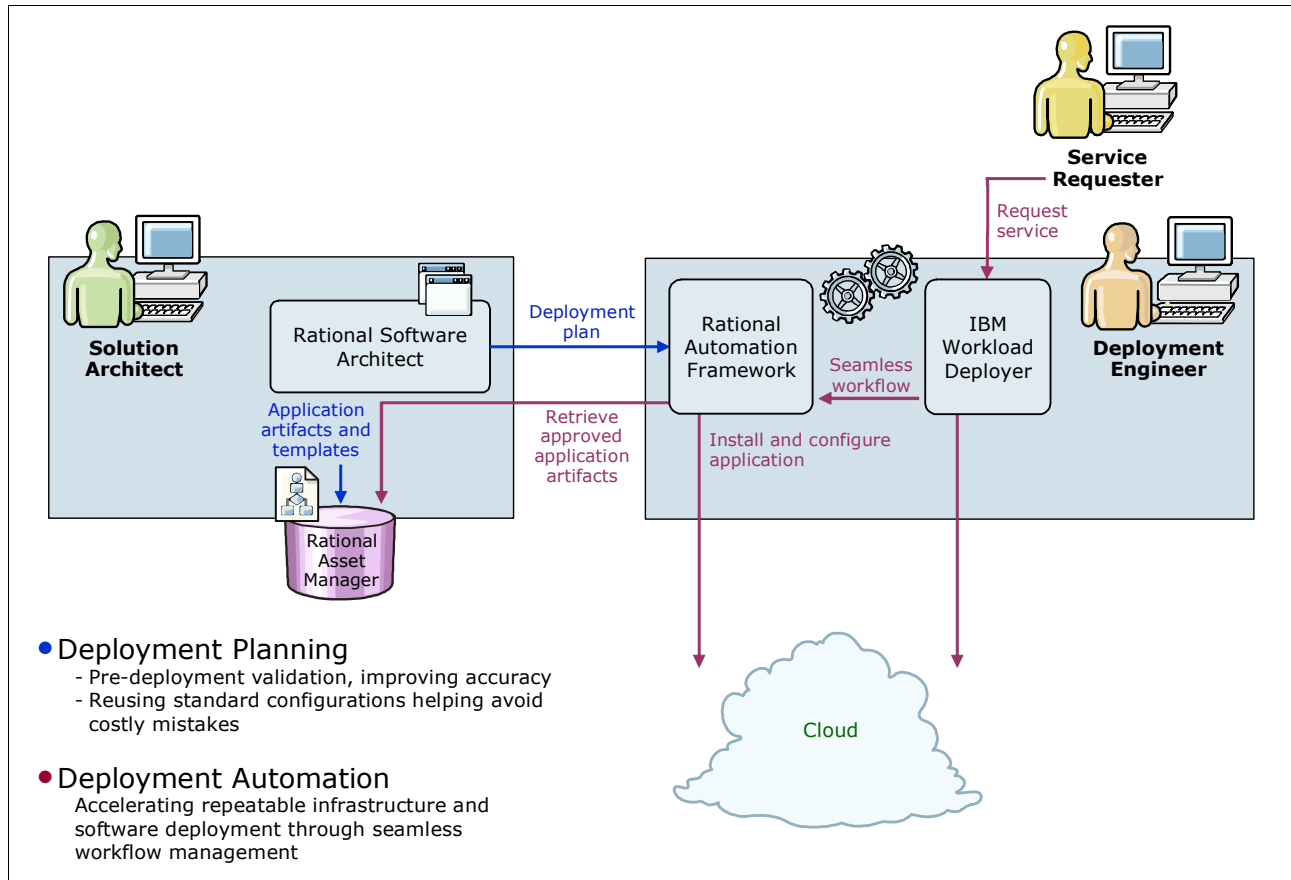 Service
Requester
Request
service
Solution
Architect
Rational Software
Architect
Deployment
plan
Rational
Automation
Framework
Seamless
workflow
IBM
Workload
Deployer
Deployment
Engineer
Application
artifacts and
templates
Retrieve
approved
application
artifacts
Install and configure
application
Rational
Asset
Manager
Cloud
• Deployment Planning
- Pre-deployment validation, improving accuracy
- Reusing standard configurations helping avoid
costly mistakes
• Deployment Automation
Accelerating repeatable infrastructure and
software deployment through seamless
workflow management